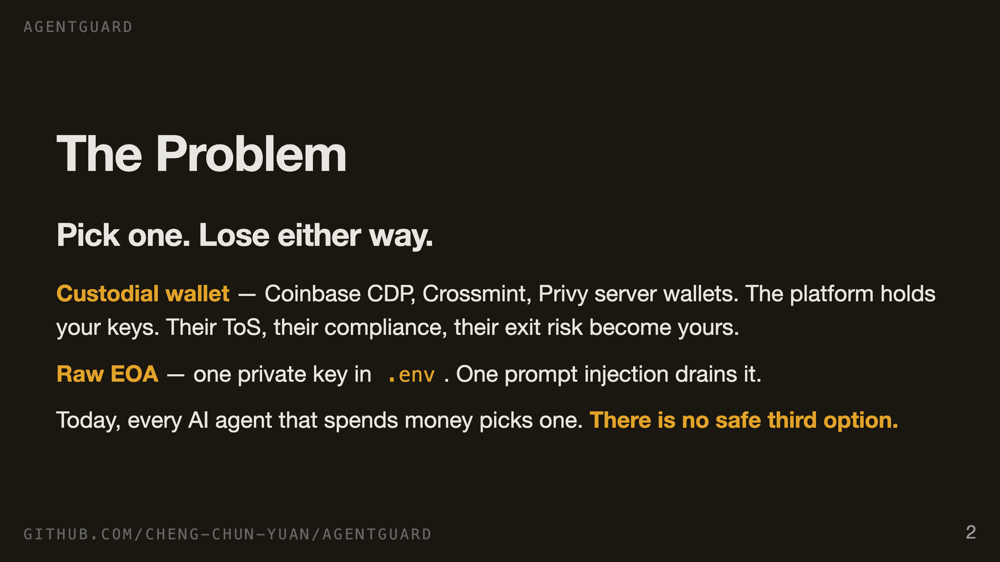 AGENTGUARD
The Problem
Pick one. Lose either way.
Custodial wallet — Coinbase CDP, Crossmint, Privy server wallets. The platform holds
your keys. Their ToS, their compliance, their exit risk become yours.
Raw EOA — one private key in .env . One prompt injection drains it.
Today, every AI agent that spends money picks one. There is no safe third option.
GITHUB.COM/CHENG-CHUN-YUAN/AGENTGUARD
2